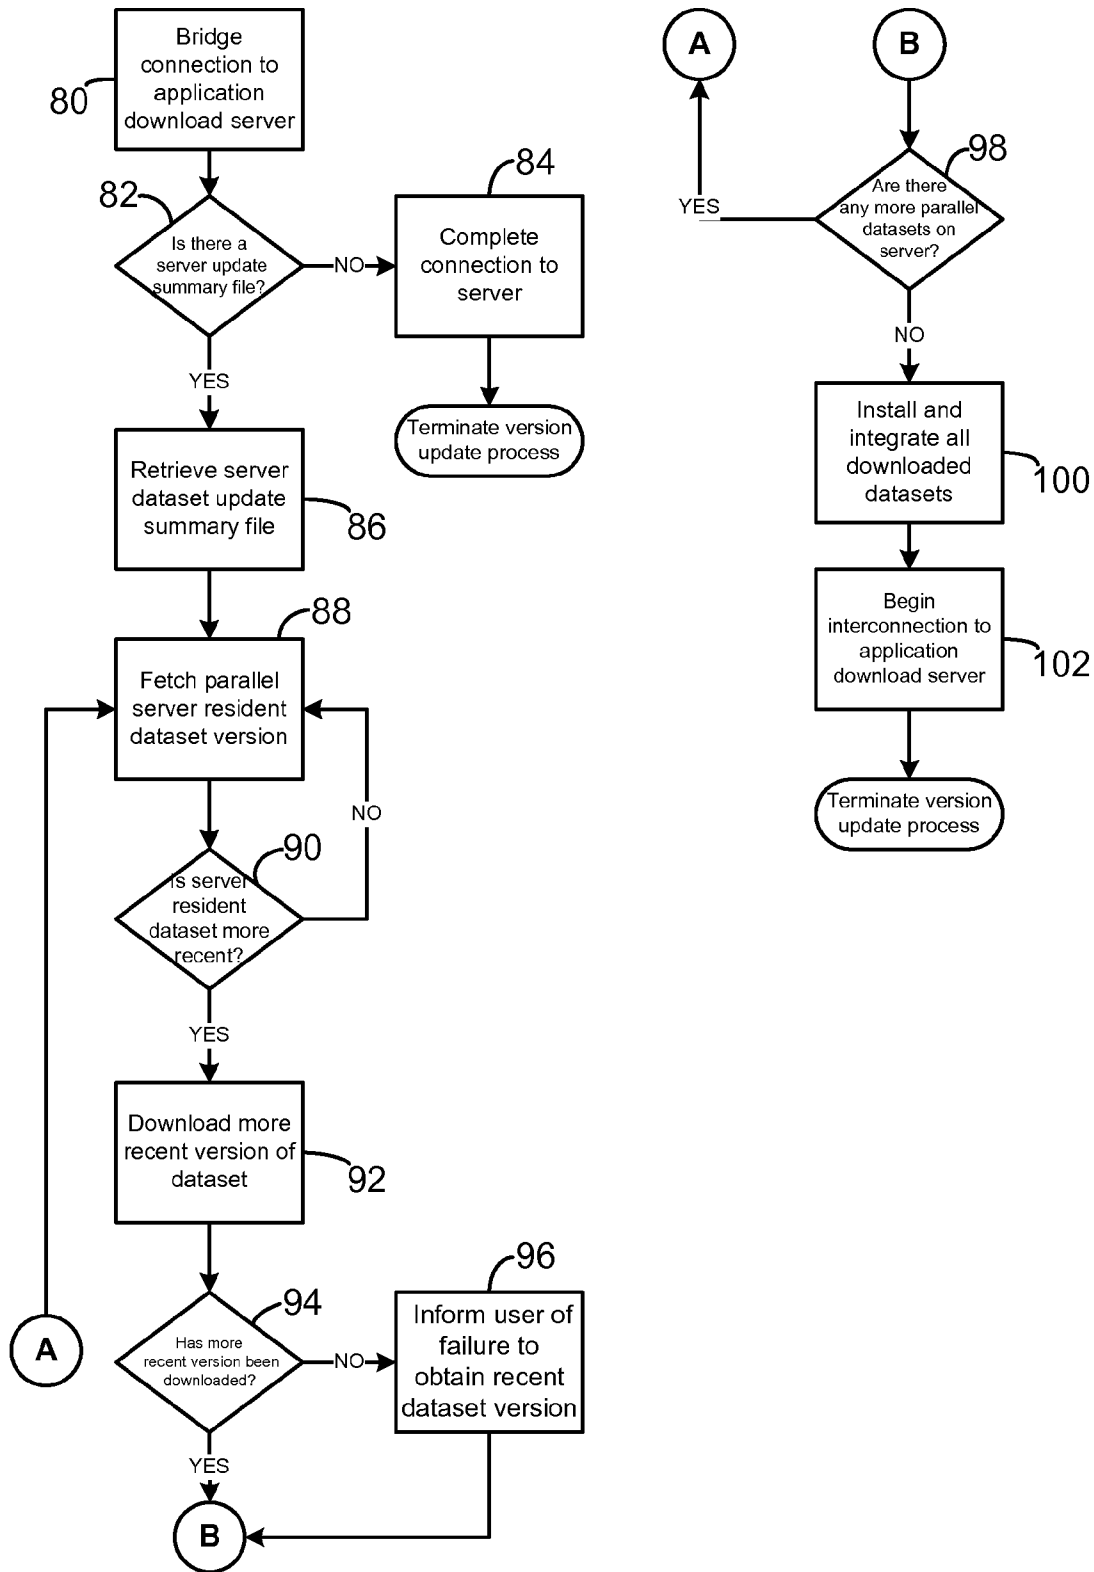 Bridge
connection to
application
download server
80
82
Is there a
server update
summary file?
NO
84
Complete
connection to
server
Terminate version
update process
YES
Retrieve server
dataset update
summary file
86
88
Fetch parallel
server resident
dataset version
NO
90
Is server
resident
dataset more
recent?
YES
Download more
recent version of
dataset
92
94
Has more
recent version been
downloaded?
NO
96
Inform user of
failure to
obtain recent
dataset version
A
YES
B
A
B
98
Are there
any more parallel
datasets on
server?
YES
NO
Install and
integrate all
downloaded
datasets
100
Begin
interconnection to
application
download server
102
Terminate version
update process